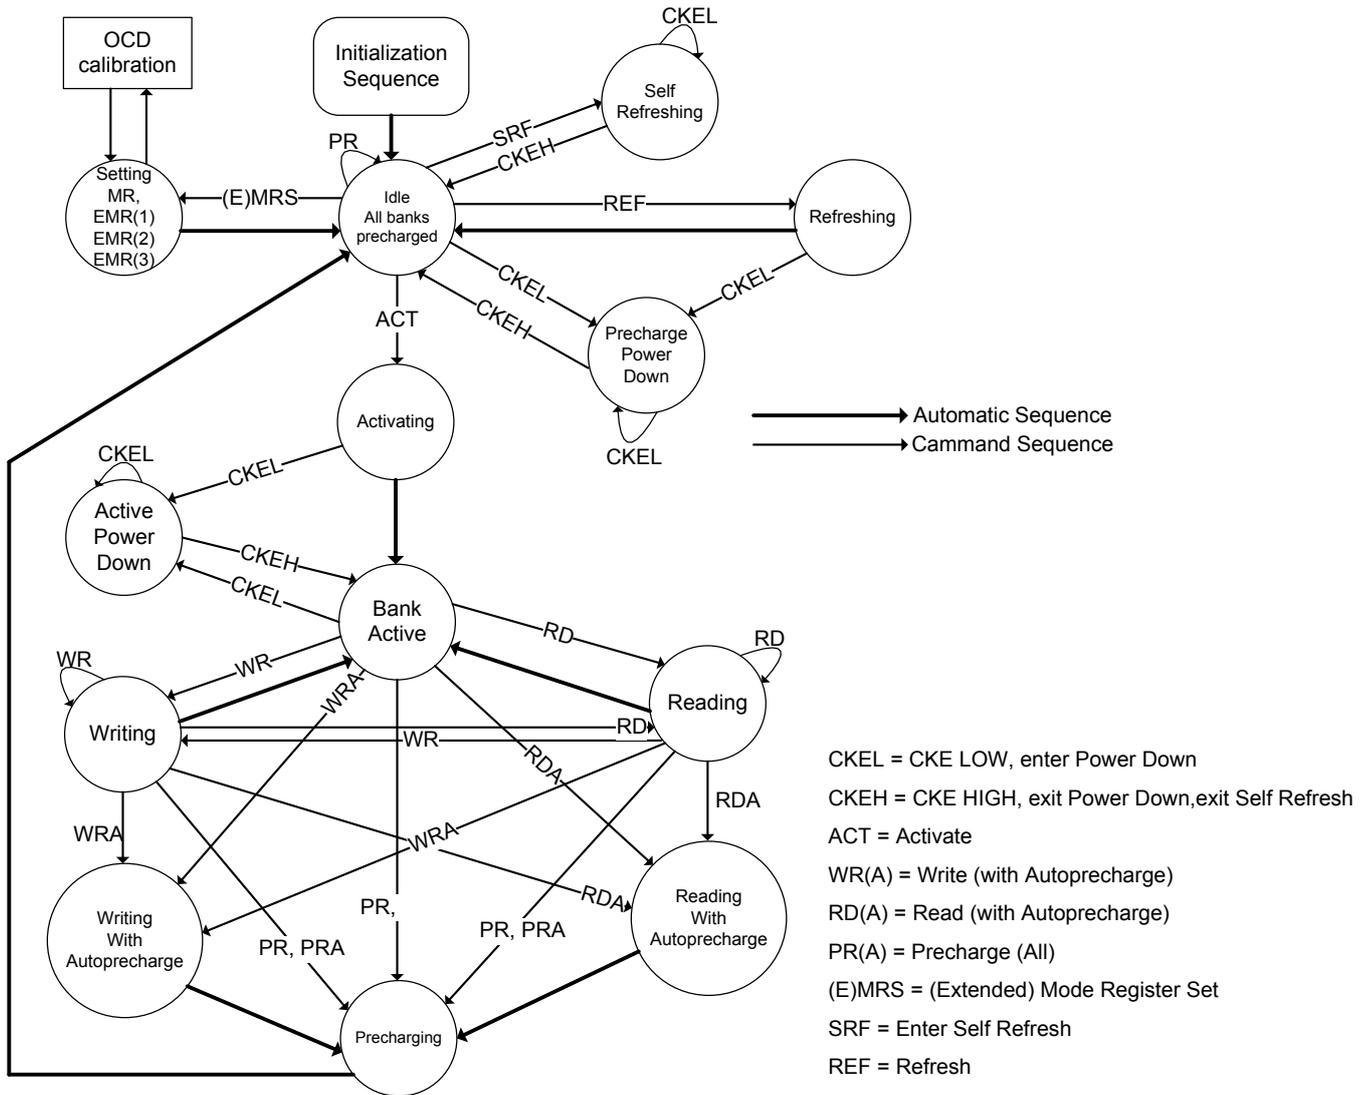 OCD
calibration
Initialization
Sequence
CKEL
Self
Refreshing
SRF
CKEH
PR
Setting
MR,
EMR(1)
EMR(2)
EMR(3)
(E)MRS
Idle
All banks
precharged
REF
Refreshing
CKEL
CKEH
CKEL
Precharge
Power
Down
CKEL
ACT
Activating
Automatic Sequence
Cammand Sequence
CKEL
CKEL
Active
Power
Down
CKEH
CKEL
Bank
Active
RD
RD
WR
WR
WRA
Reading
Writing
RD
WR
RDA
RDA
WRA
WRA
RDA
Writing
With
Autoprecharge
Reading
With
Autoprecharge
PR,
PR, PRA
PR, PRA
Precharging
CKEL = CKE LOW, enter Power Down
CKEH = CKE HIGH, exit Power Down,exit Self Refresh
ACT = Activate
WR(A) = Write (with Autoprecharge)
RD(A) = Read (with Autoprecharge)
PR(A) = Precharge (All)
(E)MRS = (Extended) Mode Register Set
SRF = Enter Self Refresh
REF = Refresh